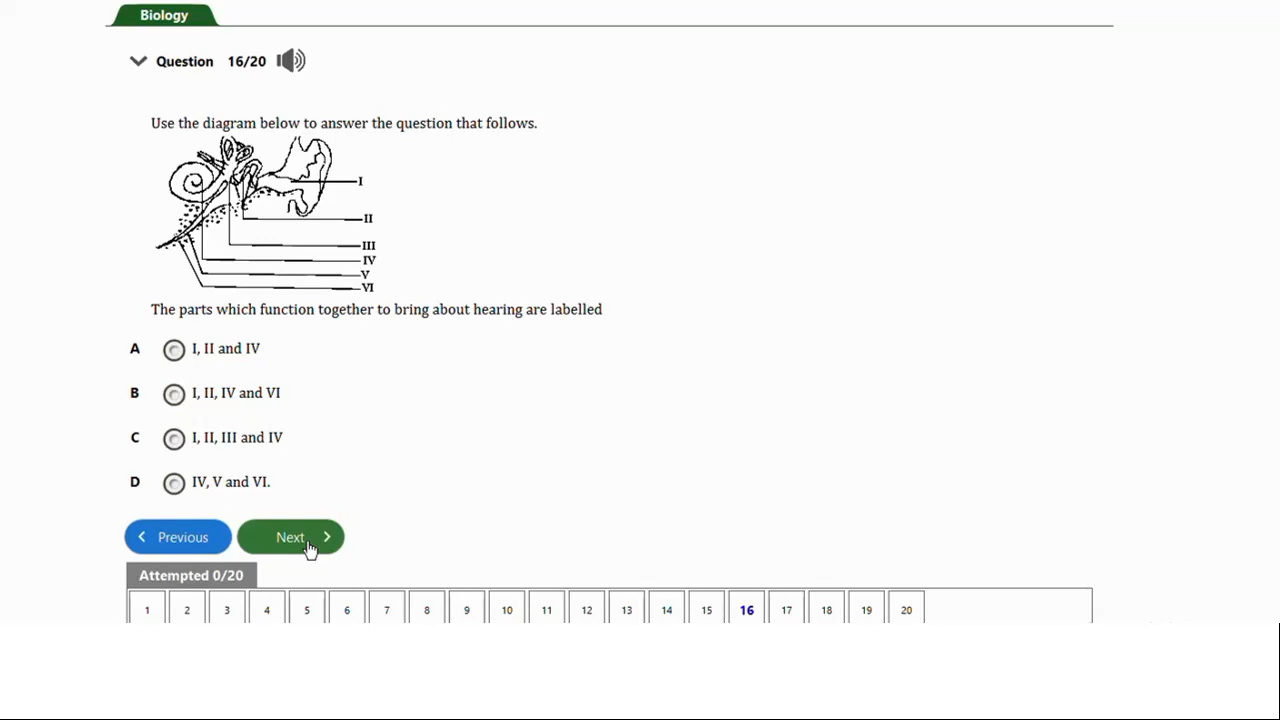 Biology
Question 16/20
Use the diagram below to answer the question that follows.
I
II
III
IV
V
VI
The parts which function together to bring about hearing are labelled
A I, II and IV
B I, II, IV and VI
C I, II, III and IV
D IV, V and VI.
Previous Next
Attempted 0/20
1 2 3 4 5 6 7 8 9 10 11 12 13 14 15 16 17 18 19 20